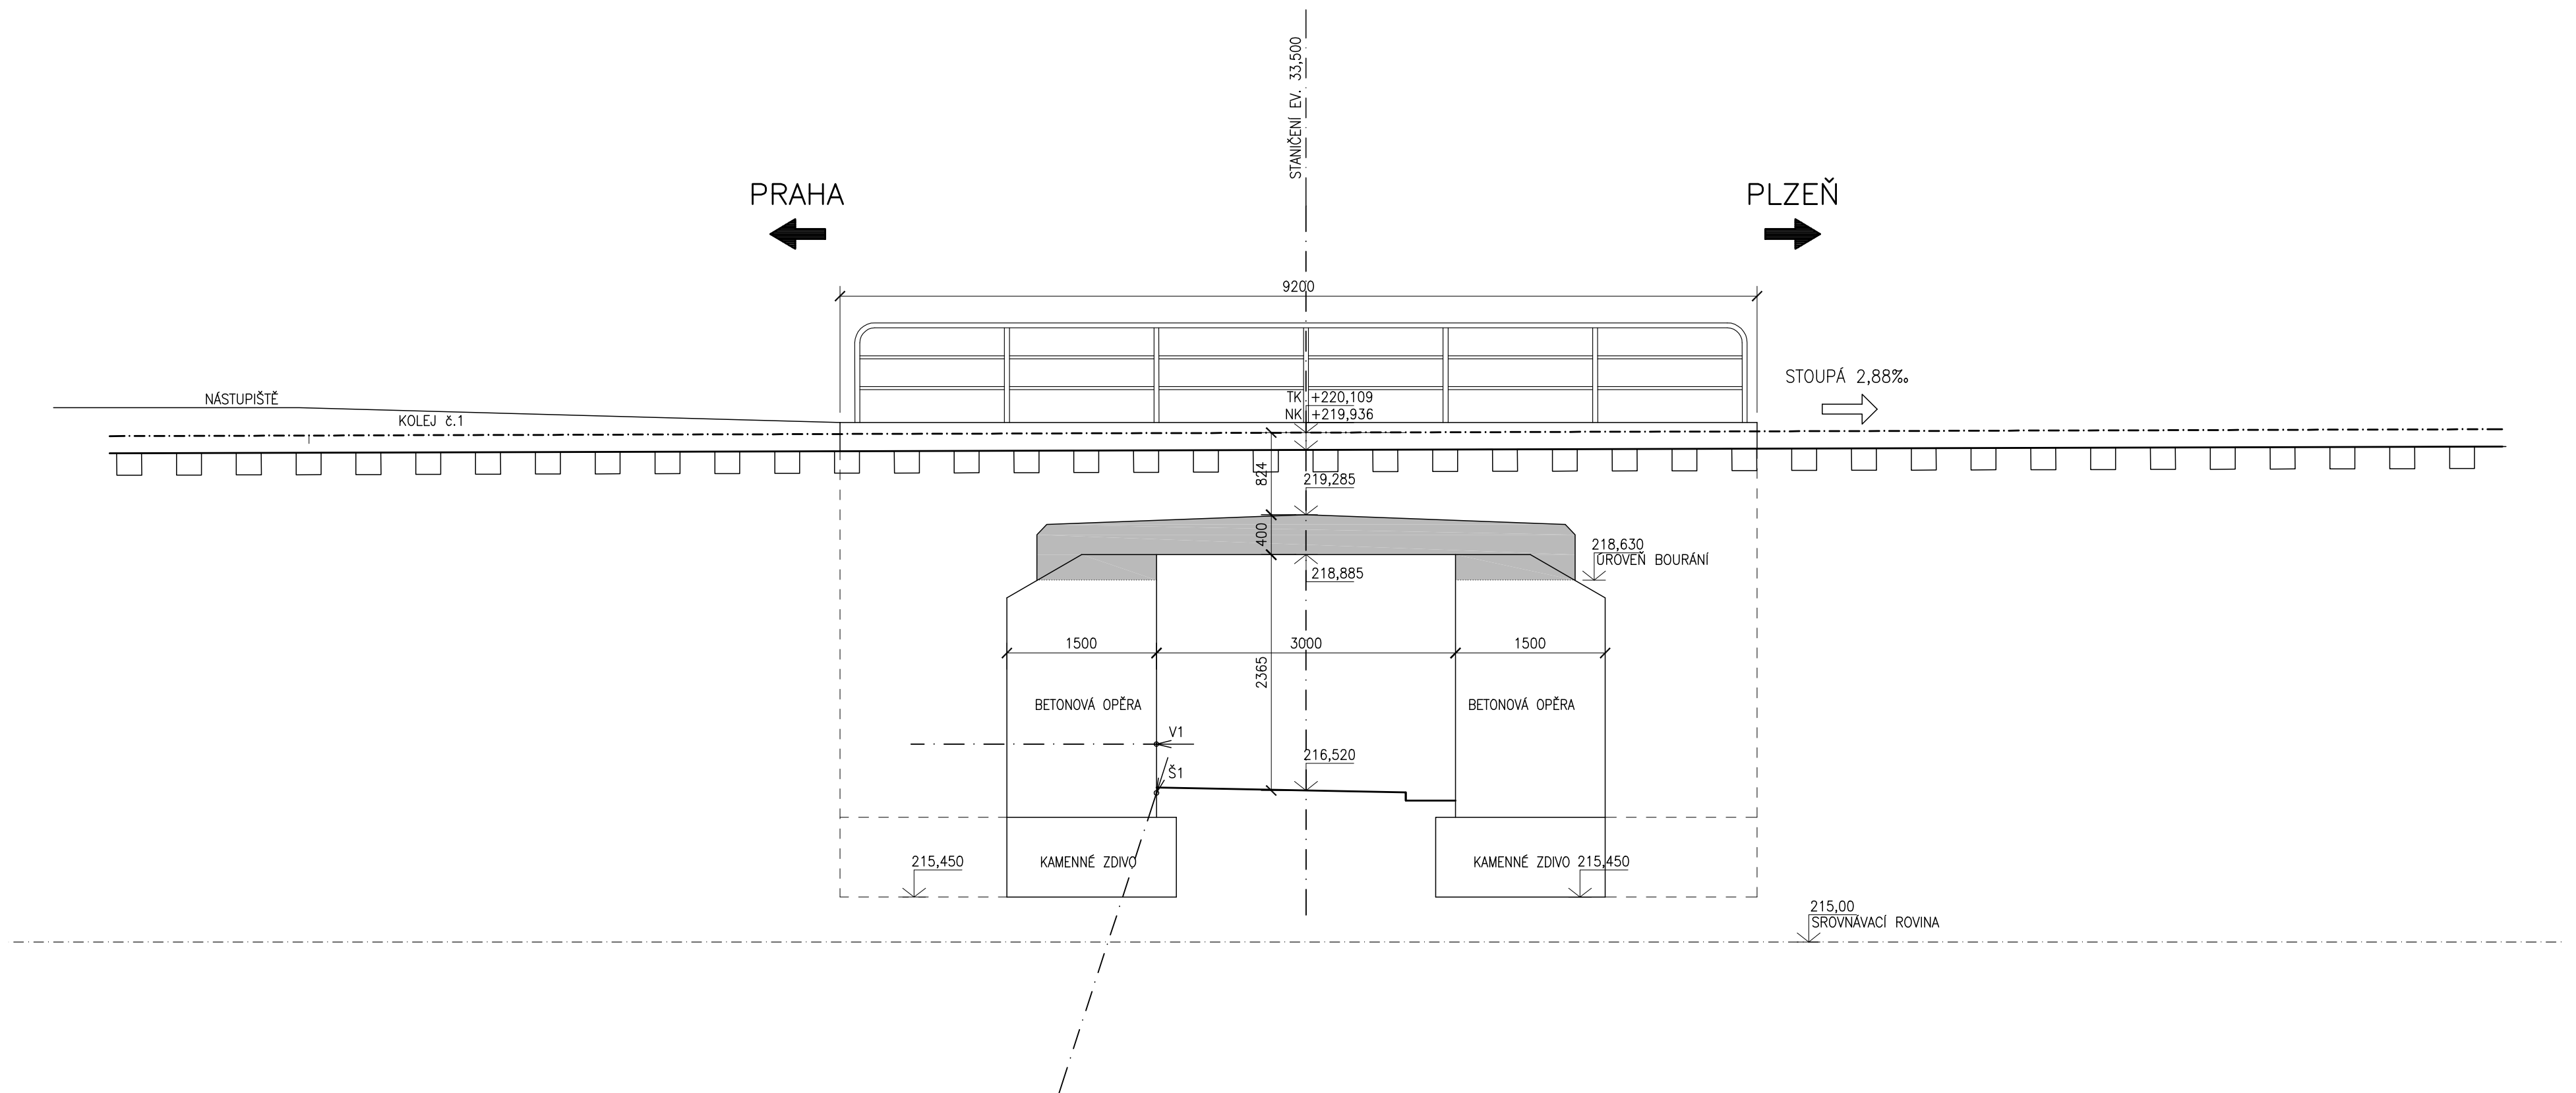 STANIČENÍ EV. 33,500
PRAHA
PLZEŇ
9200
STOUPÁ 2,88‰
NÁSTUPIŠTĚ
KOLEJ č.1
TK +220,109
NK +219,936
824
219,285
400
218,630
ÚROVEŇ BOURÁNÍ
218,885
1500
3000
1500
2365
BETONOVÁ OPĚRA
BETONOVÁ OPĚRA
V1
216,520
Š1
215,450
KAMENNÉ ZDIVO
KAMENNÉ ZDIVO
215,450
215,00
SROVNÁVACÍ ROVINA